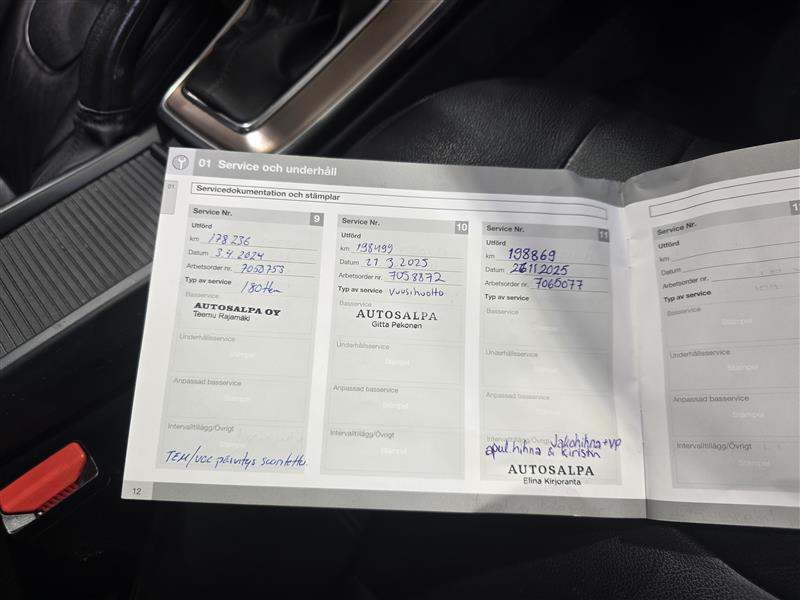 01 Service och underhåll
01
Servicedokumentation och stämplar
Service Nr. 9
Utförd
km 178 236
Datum 3.4.2024
Arbetsorder nr. 7050753
Typ av service 180tkm
Basservice
AUTOSALPA OY
Teemu Rajamäki
Underhållsservice
Stämpel
Anpassad basservice
Stämpel
Intervalltillägg/Övrigt
Stämpel
TEM/VCC päivitys suoritettu.
12
Service Nr. 10
Utförd
km 198499
Datum 27.3.2025
Arbetsorder nr. 7058872
Typ av service Vuosihuolto
Basservice
AUTOSALPA
Gitta Pekonen
Underhållsservice
Stämpel
Anpassad basservice
Stämpel
Intervalltillägg/Övrigt
Stämpel
11
Utförd
km 198869
Datum 26.11.2025
Arbetsorder nr. 7065077
Typ av service
Basservice
Stämpel
Underhållsservice
Stämpel
Anpassad basservice
Stämpel
Intervalltillägg/Övrigt
Jakohihna+vp
apul.hihna & kiristin
AUTOSALPA
Elina Kirjoranta
Service Nr.
Utförd
km
Datum
Arbetsorder nr.
Typ av service
Basservice
Stämpel
Underhållsservice
Stämpel
Anpassad basservice
Stämpel
Intervalltillägg/Övrigt
Stämpel